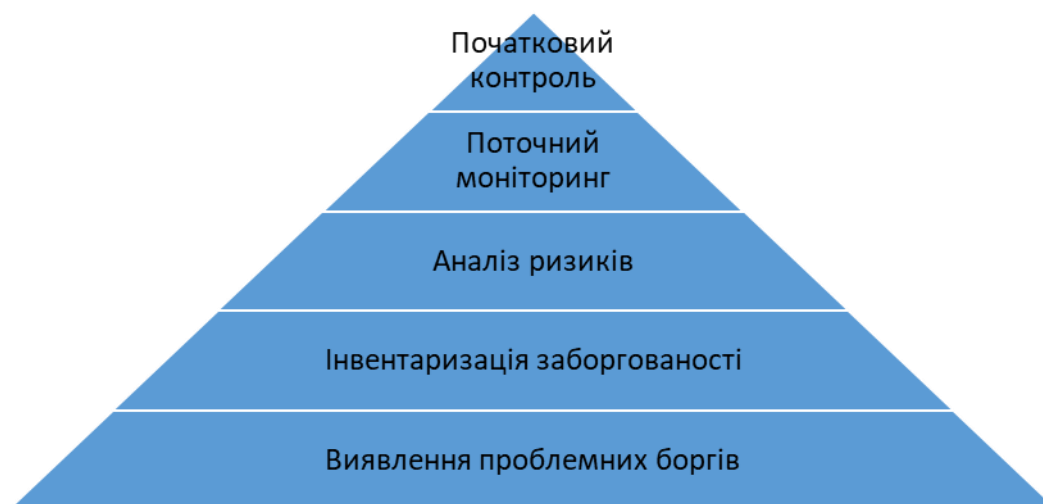 Початковий
контроль
Поточний
моніторинг
Аналіз ризиків
Інвентаризація заборгованості
Виявлення проблемних боргів